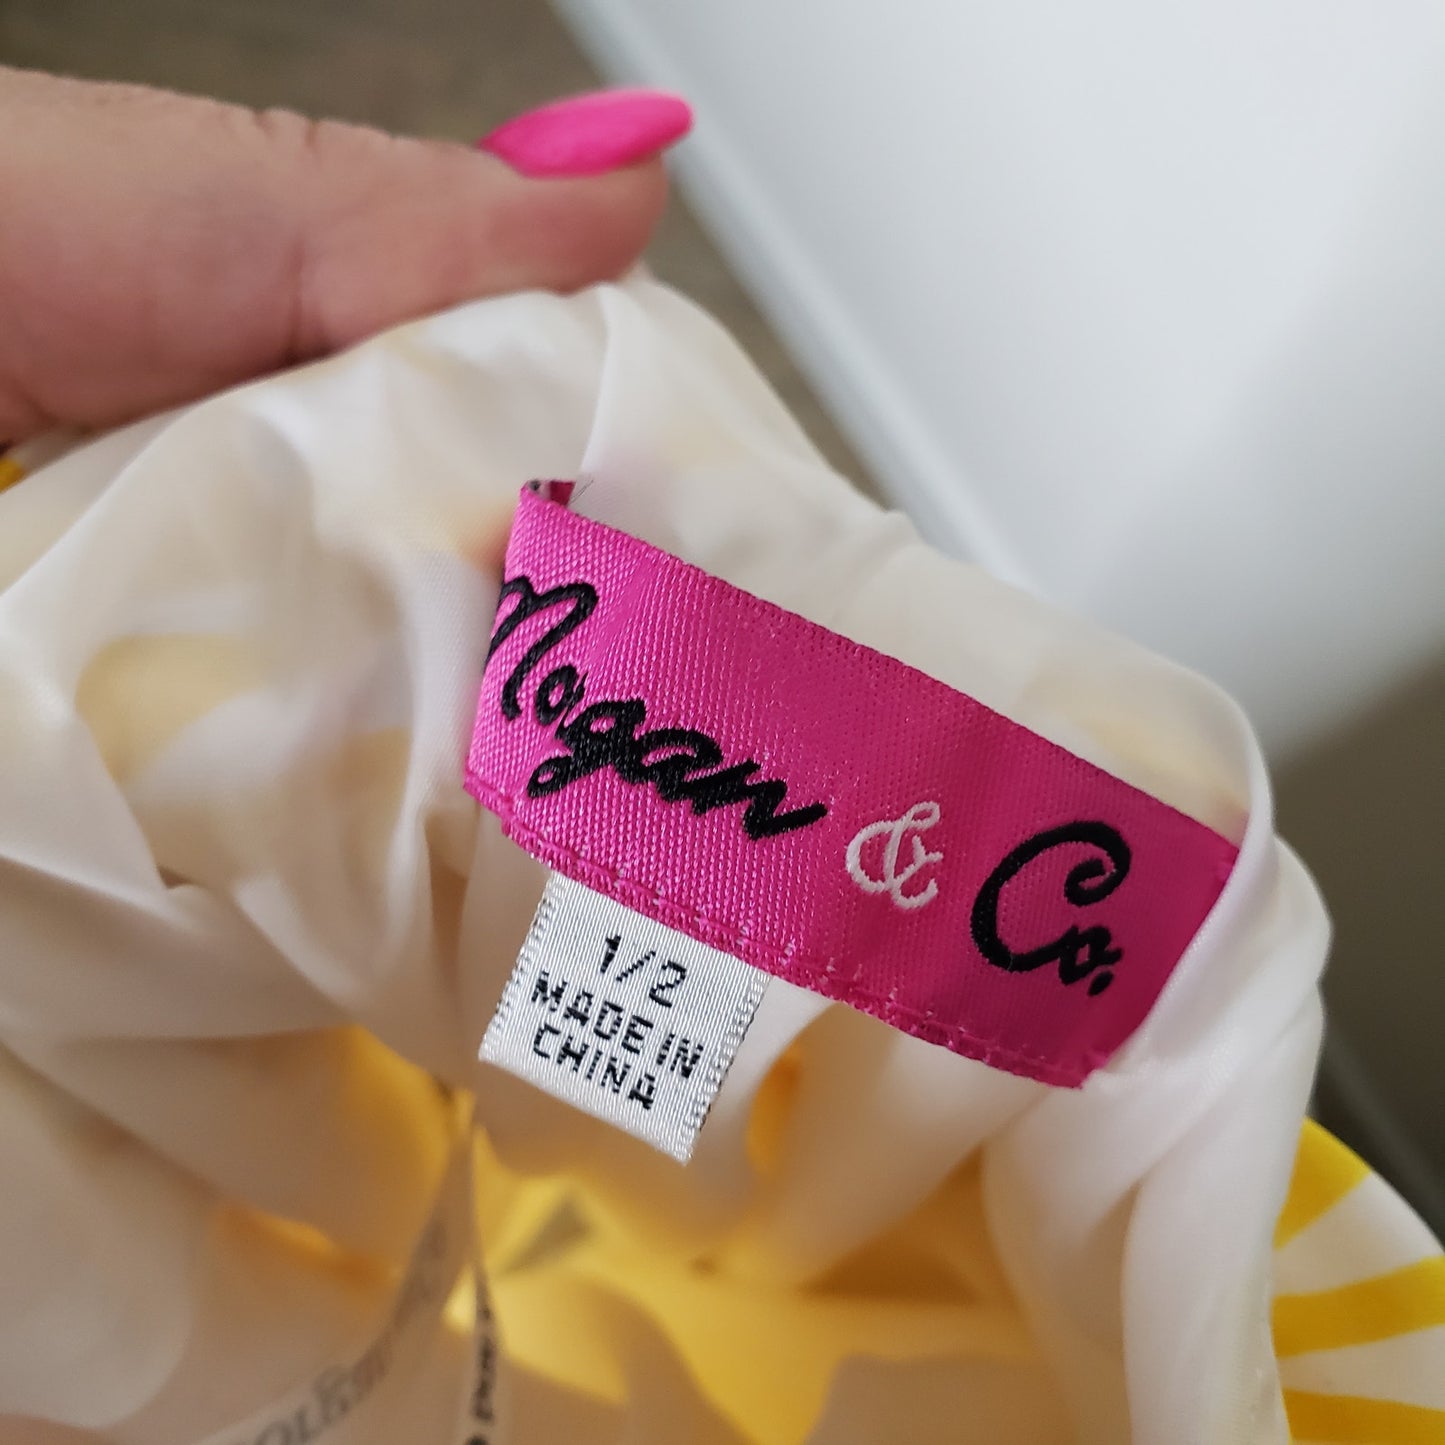 Mogan & Co.
1/2
MADE IN
CHINA